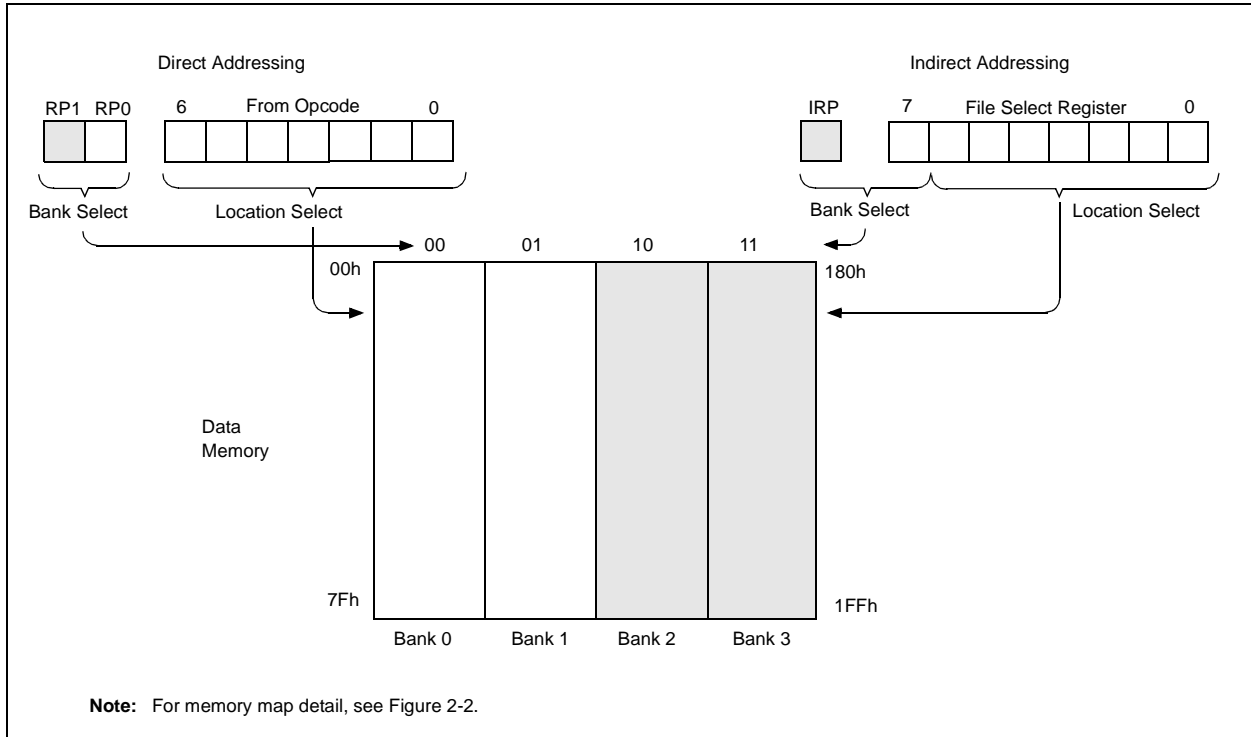 Direct Addressing
Indirect Addressing
RP1 RP0 6 From Opcode 0
IRP 7 File Select Register 0
Bank Select
Location Select
Bank Select
Location Select
00 01 10 11
00h
180h
Data
Memory
7Fh
1FFh
Bank 0 Bank 1 Bank 2 Bank 3
Note: For memory map detail, see Figure 2-2.